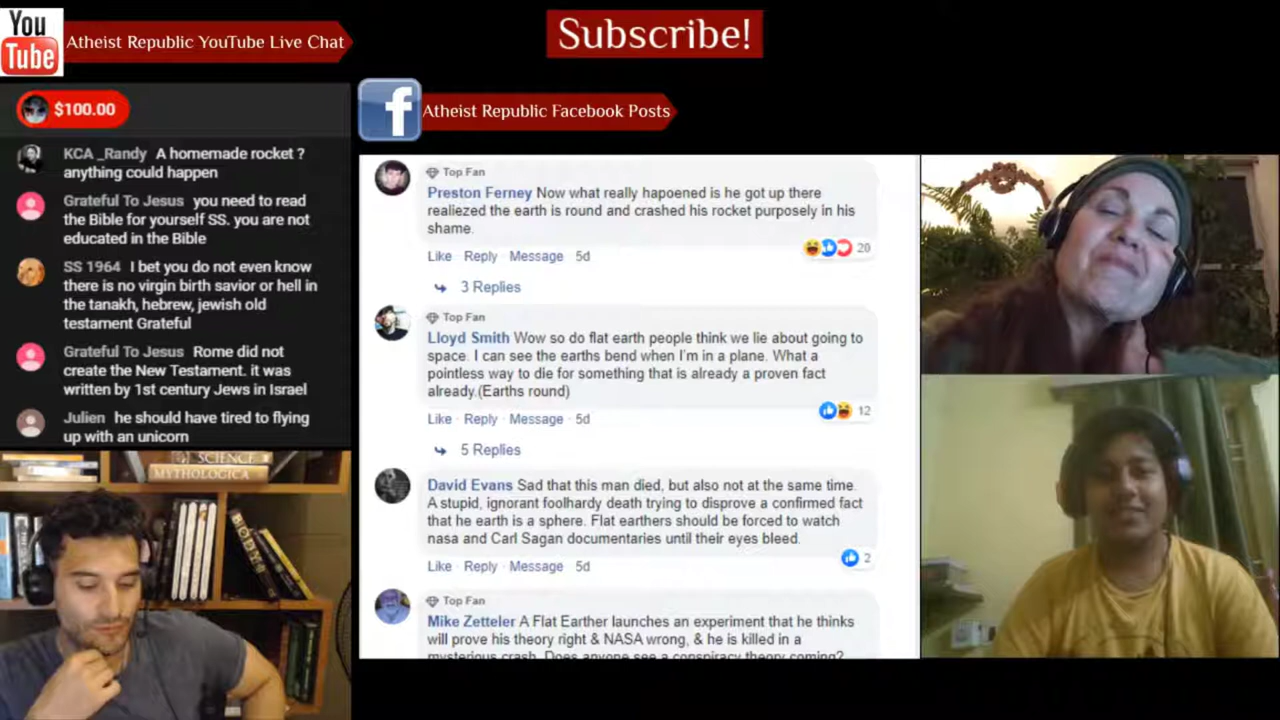 You
Tube
Atheist Republic YouTube Live Chat
Subscribe!
$100.00
KCA _Randy A homemade rocket ?
anything could happen
Grateful To Jesus you need to read
the Bible for yourself SS. you are not
educated in the Bible
SS 1964 I bet you do not even know
there is no virgin birth savior or hell in
the tanakh, hebrew, jewish old
testament Grateful
Grateful To Jesus Rome did not
create the New Testament. it was
written by 1st century Jews in Israel
Julien he should have tired to flying
up with an unicorn
f
Atheist Republic Facebook Posts
Top Fan
Preston Ferney Now what really hapoened is he got up there
realiezed the earth is round and crashed his rocket purposely in his
shame.
20
Like · Reply · Message · 5d
3 Replies
Top Fan
Lloyd Smith Wow so do flat earth people think we lie about going to
space. I can see the earths bend when I'm in a plane. What a
pointless way to die for something that is already a proven fact
already.(Earths round)
12
Like · Reply · Message · 5d
5 Replies
David Evans Sad that this man died, but also not at the same time.
A stupid, ignorant foolhardy death trying to disprove a confirmed fact
that he earth is a sphere. Flat earthers should be forced to watch
nasa and Carl Sagan documentaries until their eyes bleed.
2
Like · Reply · Message · 5d
Top Fan
Mike Zetteler A Flat Earther launches an experiment that he thinks
will prove his theory right & NASA wrong, & he is killed in a
mysterious crash. Does anyone see a conspiracy theory coming?
SCIENCE
MYTHOLOGICA